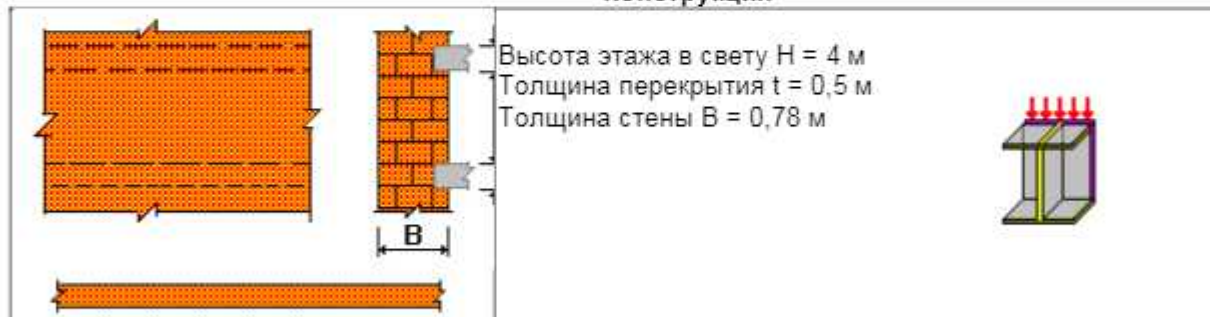 Высота этажа в свету H = 4 м
Толщина перекрытия t = 0,5 м
Толщина стены B = 0,78 м
B